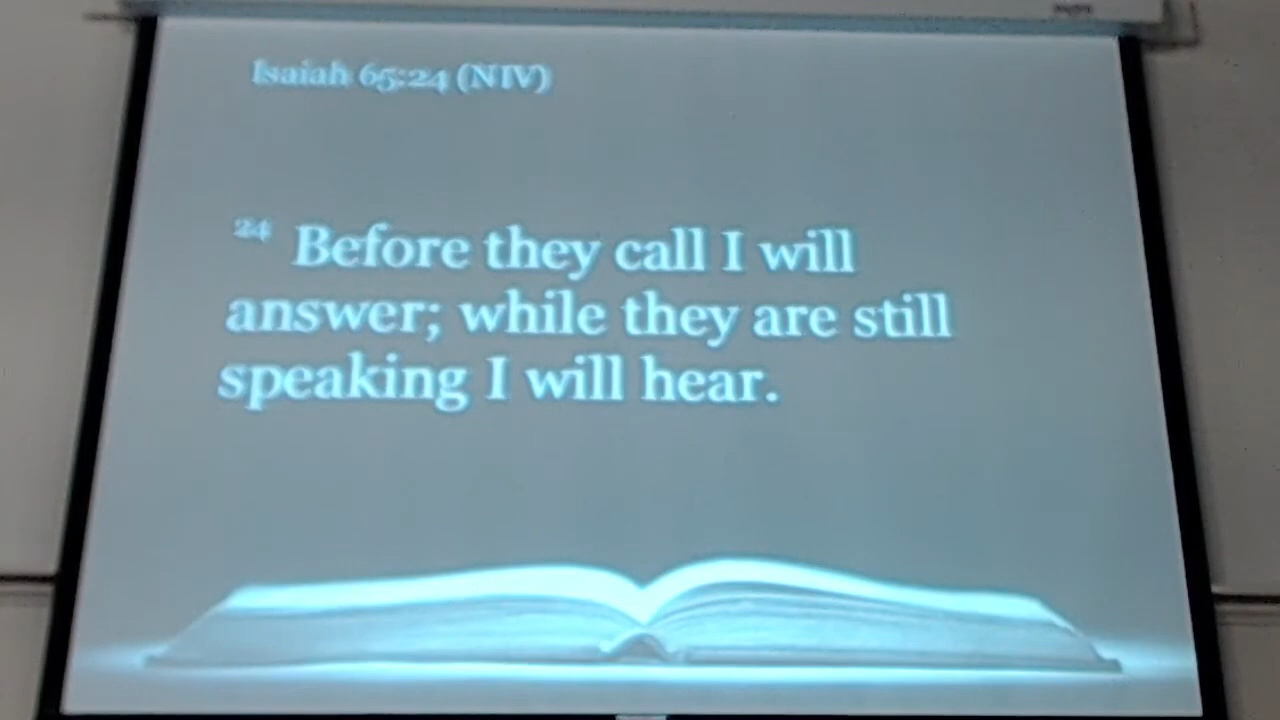 Isaiah 65:24 (NIV)
24 Before they call I will
answer; while they are still
speaking I will hear.